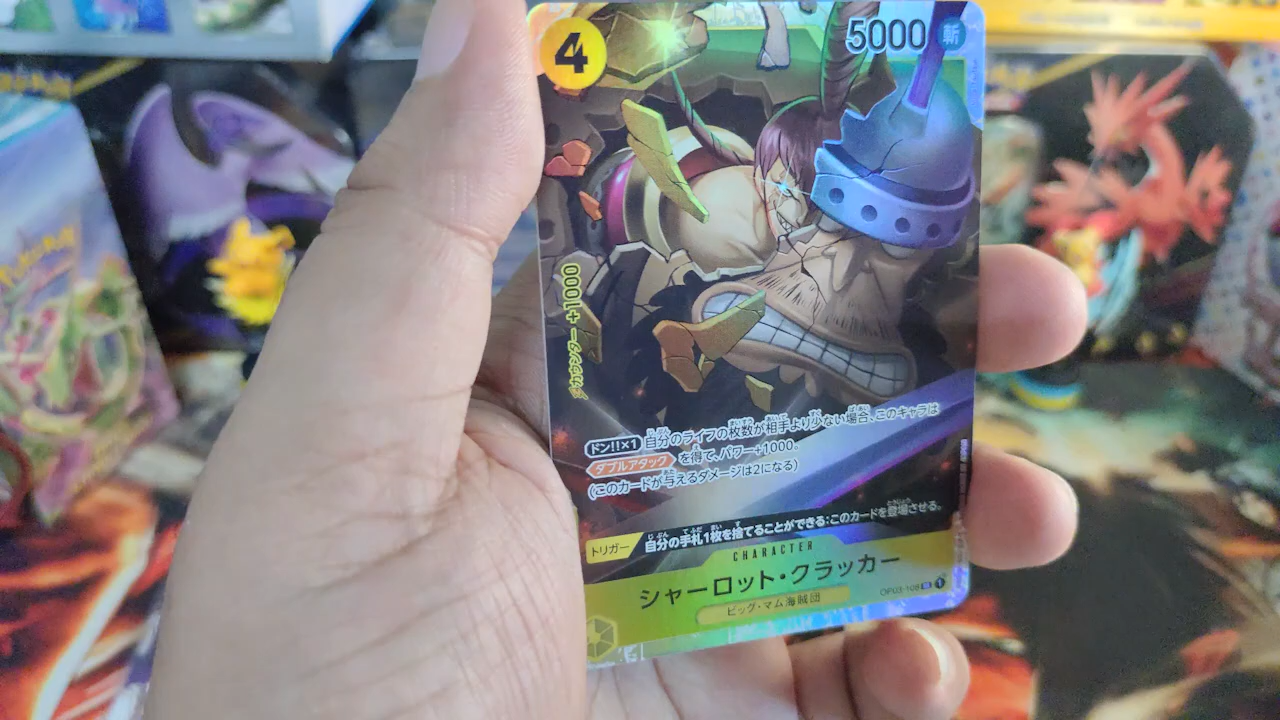 4
5000
斬
カウンター +1000
ドン!!×1 自分のライフの枚数が相手より少ない場合、このキャラは
ダブルアタック を得て、パワー+1000。
(このカードが与えるダメージは2になる)
トリガー 自分の手札1枚を捨てることができる:このカードを登場させる。
CHARACTER
シャーロット・クラッカー
ビッグ・マム海賊団
OP03-108 SR 1